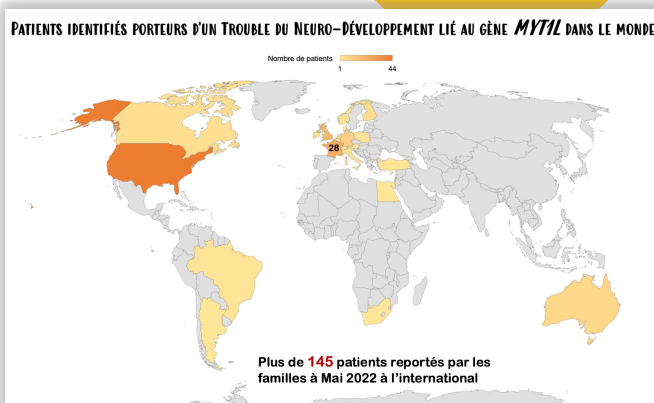 PATIENTS IDENTIFIÉS PORTEURS D'UN TROUBLE DU NEURO-DÉVELOPPEMENT LIÉ AU GÈNE MYT1L DANS LE MONDE
Nombre de patients
1 44
28
Plus de 145 patients reportés par les
familles à Mai 2022 à l'international